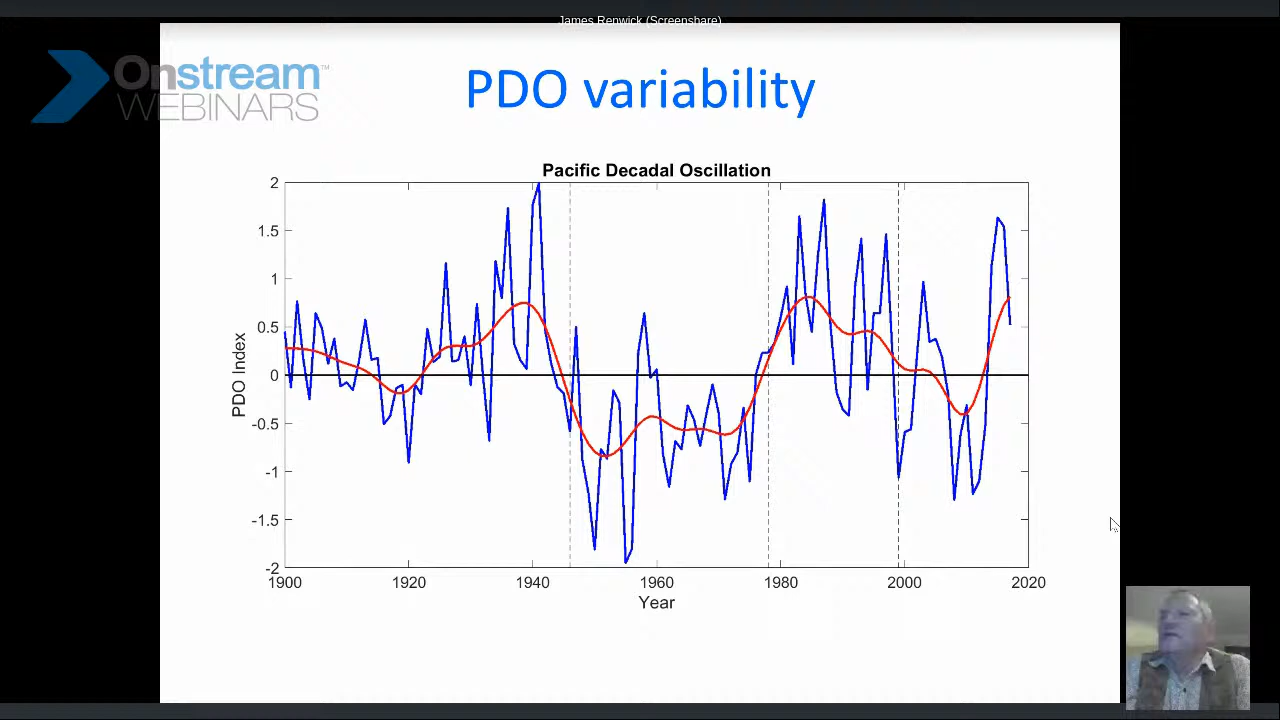 James Renwick (Screenshare)
Onstream™
WEBINARS
PDO variability
Pacific Decadal Oscillation
2
1.5
1
0.5
0
-0.5
-1
-1.5
-2
PDO Index
1900 1920 1940 1960 1980 2000 2020
Year